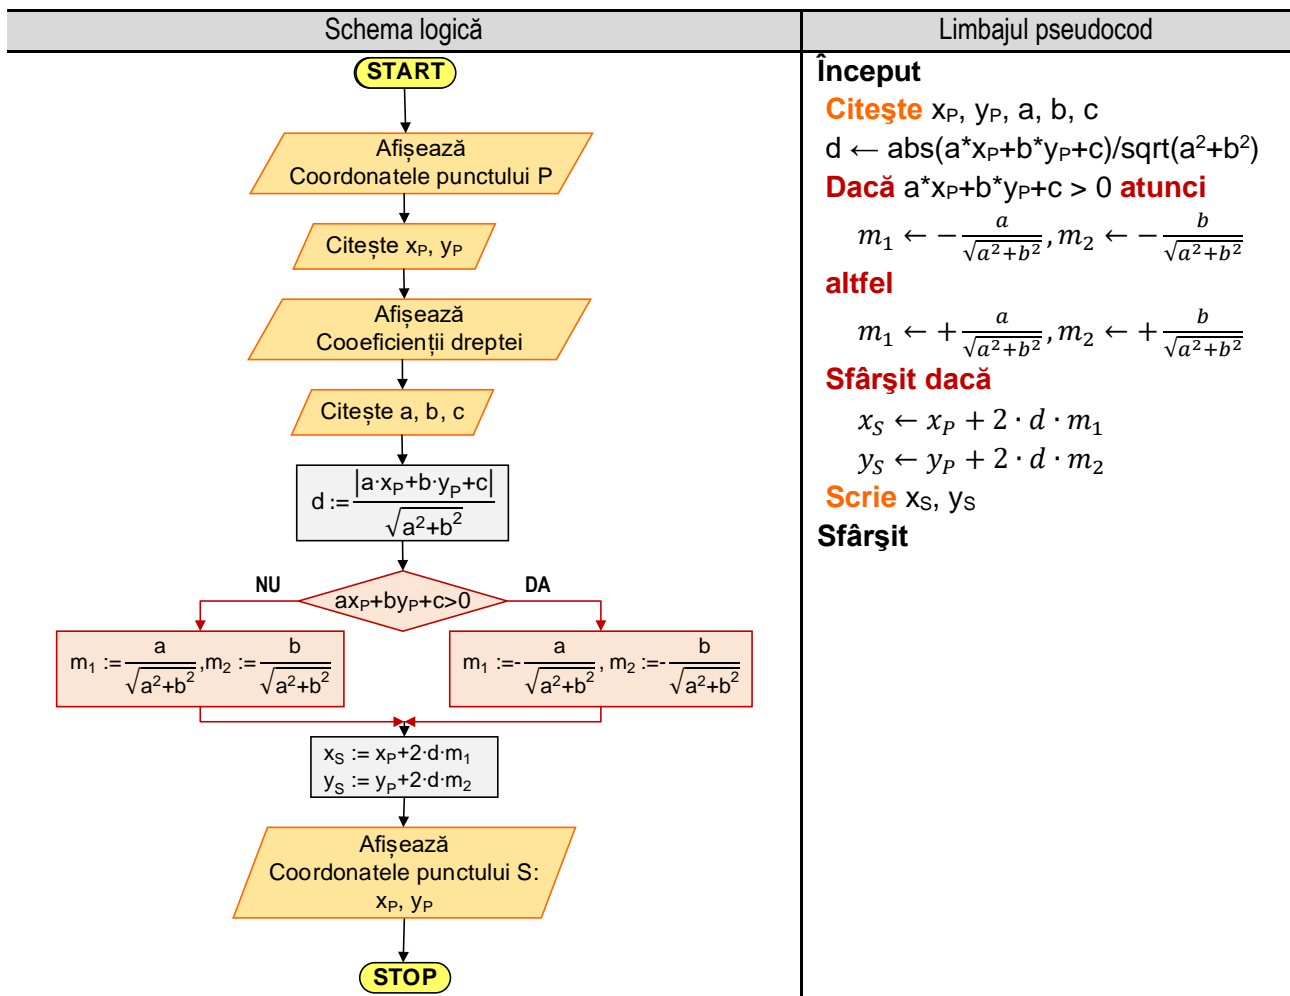 Schema logică
Limbajul pseudocod
START
Afișează
Coordonatele punctului P
Citește xP, yP
Afișează
Cooeficienții dreptei
Citește a, b, c
d := |a·xP+b·yP+c| / √(a²+b²)
NU
axP+byP+c>0
DA
m₁ := a/√(a²+b²), m₂ := b/√(a²+b²)
m₁ :=- a/√(a²+b²), m₂ :=- b/√(a²+b²)
xS := xP+2·d·m₁
yS := yP+2·d·m₂
Afișează
Coordonatele punctului S:
xP, yP
STOP
Început
Citeşte xP, yP, a, b, c
d ← abs(a*xP+b*yP+c)/sqrt(a²+b²)
Dacă a*xP+b*yP+c > 0 atunci
m₁ ← − a/√(a²+b²), m₂ ← − b/√(a²+b²)
altfel
m₁ ← + a/√(a²+b²), m₂ ← + b/√(a²+b²)
Sfârşit dacă
xS ← xP + 2 · d · m₁
yS ← yP + 2 · d · m₂
Scrie xS, yS
Sfârşit